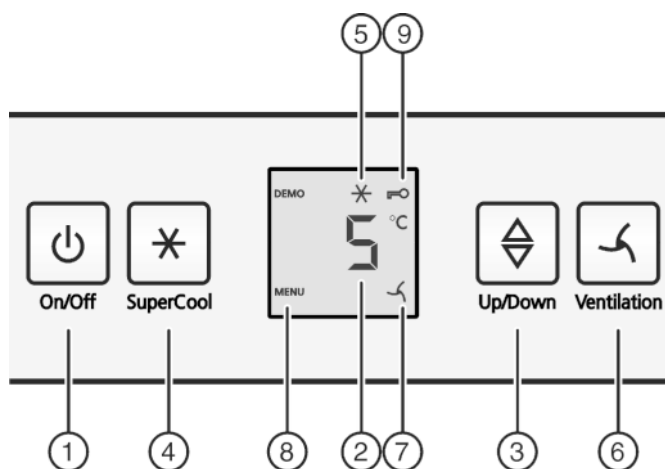 5 9
DEMO
5 °C
MENU
On/Off SuperCool Up/Down Ventilation
1 4 8 2 7 3 6